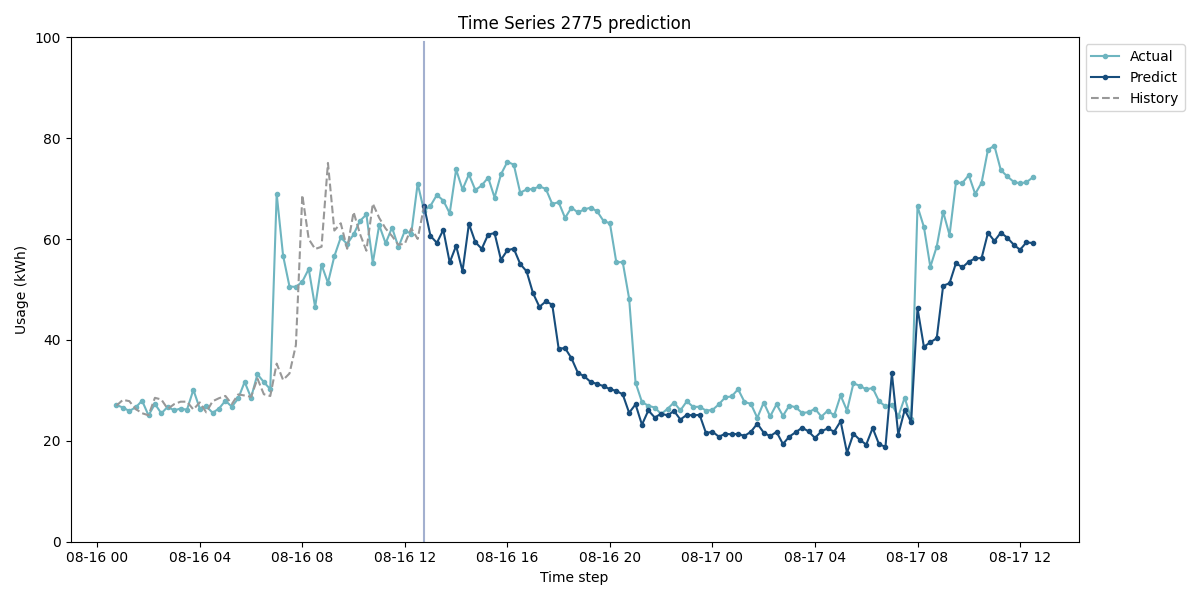 Time Series 2775 prediction
100
80
60
40
20
0
Usage (kWh)
08-16 00
08-16 04
08-16 08
08-16 12
08-16 16
08-16 20
08-17 00
08-17 04
08-17 08
08-17 12
Time step
Actual
Predict
History